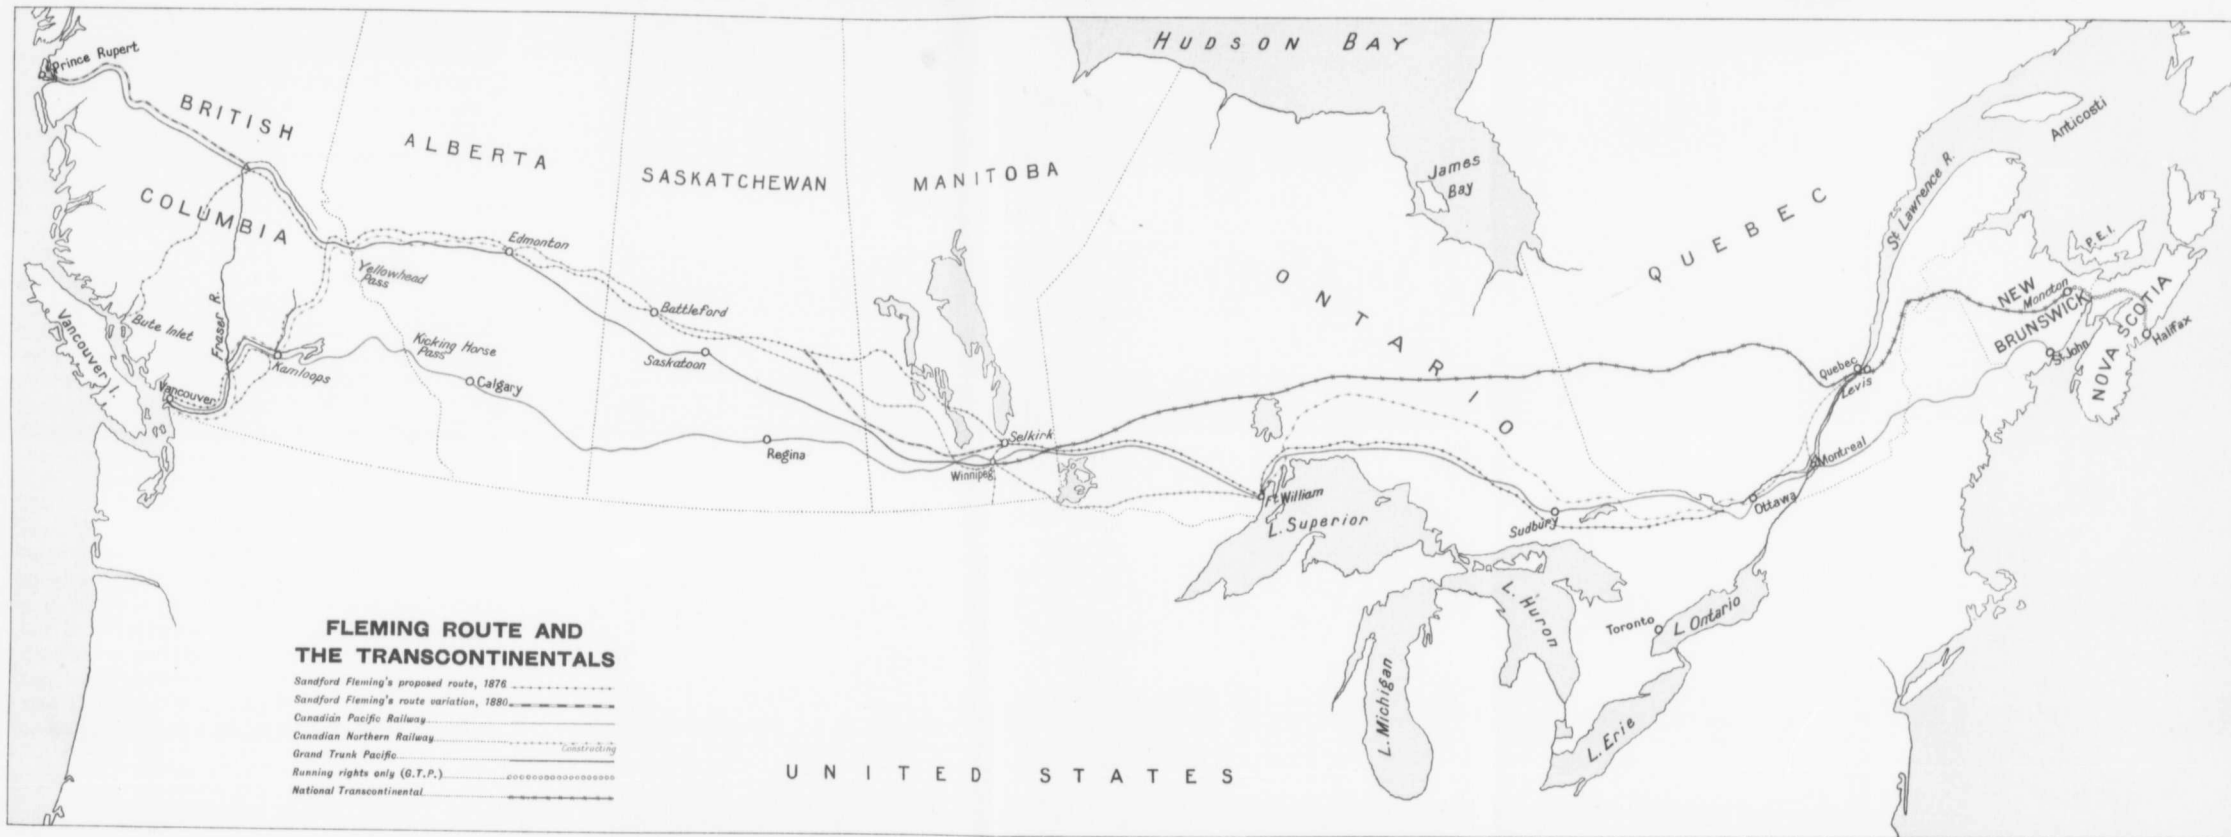 HUDSON BAY
Prince Rupert
BRITISH
COLUMBIA
ALBERTA
SASKATCHEWAN
MANITOBA
James
Bay
ONTARIO
QUEBEC
St Lawrence R.
Anticosti
P.E.I.
NEW
BRUNSWICK
Moncton
NOVA SCOTIA
Halifax
St John
Edmonton
Yellowhead
Pass
Battleford
Bute Inlet
Fraser R.
Vancouver I.
Vancouver
Kamloops
Kicking Horse
Pass
Calgary
Saskatoon
Regina
Selkirk
Winnipeg
Ft William
L. Superior
Sudbury
Ottawa
Montreal
Quebec
Levis
Toronto
L. Ontario
L. Huron
L. Michigan
L. Erie
UNITED STATES
FLEMING ROUTE AND
THE TRANSCONTINENTALS
Sandford Fleming's proposed route, 1876
Sandford Fleming's route variation, 1880
Canadian Pacific Railway
Canadian Northern Railway
Constructing
Grand Trunk Pacific
Running rights only (G.T.P.)
National Transcontinental